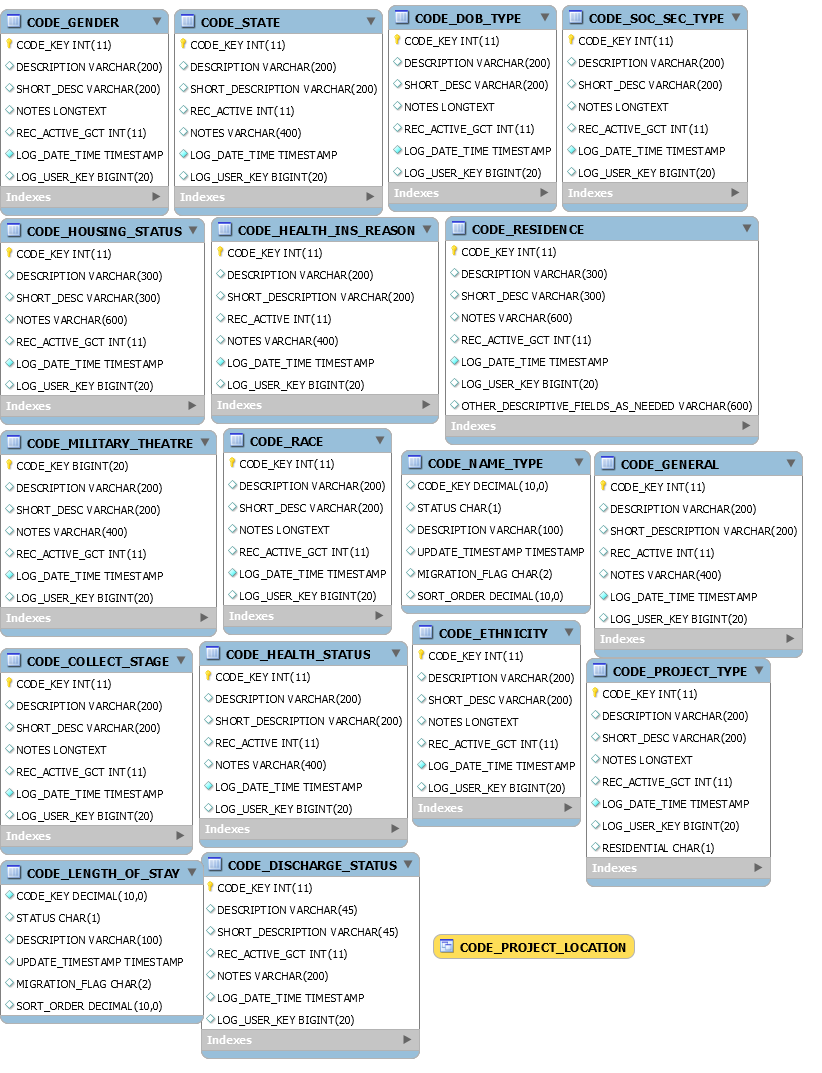 CODE_GENDER
CODE_KEY INT(11)
DESCRIPTION VARCHAR(200)
SHORT_DESC VARCHAR(200)
NOTES LONGTEXT
REC_ACTIVE_GCT INT(11)
LOG_DATE_TIME TIMESTAMP
LOG_USER_KEY BIGINT(20)
Indexes
CODE_STATE
CODE_KEY INT(11)
DESCRIPTION VARCHAR(200)
SHORT_DESCRIPTION VARCHAR(200)
REC_ACTIVE INT(11)
NOTES VARCHAR(400)
LOG_DATE_TIME TIMESTAMP
LOG_USER_KEY BIGINT(20)
Indexes
CODE_DOB_TYPE
CODE_KEY INT(11)
DESCRIPTION VARCHAR(200)
SHORT_DESC VARCHAR(200)
NOTES LONGTEXT
REC_ACTIVE_GCT INT(11)
LOG_DATE_TIME TIMESTAMP
LOG_USER_KEY BIGINT(20)
Indexes
CODE_SOC_SEC_TYPE
CODE_KEY INT(11)
DESCRIPTION VARCHAR(200)
SHORT_DESC VARCHAR(200)
NOTES LONGTEXT
REC_ACTIVE_GCT INT(11)
LOG_DATE_TIME TIMESTAMP
LOG_USER_KEY BIGINT(20)
Indexes
CODE_HOUSING_STATUS
CODE_KEY INT(11)
DESCRIPTION VARCHAR(300)
SHORT_DESC VARCHAR(300)
NOTES VARCHAR(600)
REC_ACTIVE_GCT INT(11)
LOG_DATE_TIME TIMESTAMP
LOG_USER_KEY BIGINT(20)
Indexes
CODE_HEALTH_INS_REASON
CODE_KEY INT(11)
DESCRIPTION VARCHAR(200)
SHORT_DESCRIPTION VARCHAR(200)
REC_ACTIVE INT(11)
NOTES VARCHAR(400)
LOG_DATE_TIME TIMESTAMP
LOG_USER_KEY BIGINT(20)
Indexes
CODE_RESIDENCE
CODE_KEY INT(11)
DESCRIPTION VARCHAR(300)
SHORT_DESC VARCHAR(300)
NOTES VARCHAR(600)
REC_ACTIVE_GCT INT(11)
LOG_DATE_TIME TIMESTAMP
LOG_USER_KEY BIGINT(20)
OTHER_DESCRIPTIVE_FIELDS_AS_NEEDED VARCHAR(600)
Indexes
CODE_MILITARY_THEATRE
CODE_KEY BIGINT(20)
DESCRIPTION VARCHAR(200)
SHORT_DESC VARCHAR(200)
NOTES VARCHAR(400)
REC_ACTIVE_GCT INT(11)
LOG_DATE_TIME TIMESTAMP
LOG_USER_KEY BIGINT(20)
Indexes
CODE_RACE
CODE_KEY INT(11)
DESCRIPTION VARCHAR(200)
SHORT_DESC VARCHAR(200)
NOTES LONGTEXT
REC_ACTIVE_GCT INT(11)
LOG_DATE_TIME TIMESTAMP
LOG_USER_KEY BIGINT(20)
Indexes
CODE_NAME_TYPE
CODE_KEY DECIMAL(10,0)
STATUS CHAR(1)
DESCRIPTION VARCHAR(100)
UPDATE_TIMESTAMP TIMESTAMP
MIGRATION_FLAG CHAR(2)
SORT_ORDER DECIMAL(10,0)
CODE_GENERAL
CODE_KEY INT(11)
DESCRIPTION VARCHAR(200)
SHORT_DESCRIPTION VARCHAR(200)
REC_ACTIVE INT(11)
NOTES VARCHAR(400)
LOG_DATE_TIME TIMESTAMP
LOG_USER_KEY BIGINT(20)
Indexes
CODE_COLLECT_STAGE
CODE_KEY INT(11)
DESCRIPTION VARCHAR(200)
SHORT_DESC VARCHAR(200)
NOTES LONGTEXT
REC_ACTIVE_GCT INT(11)
LOG_DATE_TIME TIMESTAMP
LOG_USER_KEY BIGINT(20)
Indexes
CODE_HEALTH_STATUS
CODE_KEY INT(11)
DESCRIPTION VARCHAR(200)
SHORT_DESCRIPTION VARCHAR(200)
REC_ACTIVE INT(11)
NOTES VARCHAR(400)
LOG_DATE_TIME TIMESTAMP
LOG_USER_KEY BIGINT(20)
Indexes
CODE_ETHNICITY
CODE_KEY INT(11)
DESCRIPTION VARCHAR(200)
SHORT_DESC VARCHAR(200)
NOTES LONGTEXT
REC_ACTIVE_GCT INT(11)
LOG_DATE_TIME TIMESTAMP
LOG_USER_KEY BIGINT(20)
Indexes
CODE_PROJECT_TYPE
CODE_KEY INT(11)
DESCRIPTION VARCHAR(200)
SHORT_DESC VARCHAR(200)
NOTES LONGTEXT
REC_ACTIVE_GCT INT(11)
LOG_DATE_TIME TIMESTAMP
LOG_USER_KEY BIGINT(20)
RESIDENTIAL CHAR(1)
Indexes
CODE_LENGTH_OF_STAY
CODE_KEY DECIMAL(10,0)
STATUS CHAR(1)
DESCRIPTION VARCHAR(100)
UPDATE_TIMESTAMP TIMESTAMP
MIGRATION_FLAG CHAR(2)
SORT_ORDER DECIMAL(10,0)
CODE_DISCHARGE_STATUS
CODE_KEY INT(11)
DESCRIPTION VARCHAR(45)
SHORT_DESCRIPTION VARCHAR(45)
REC_ACTIVE_GCT INT(11)
NOTES VARCHAR(200)
LOG_DATE_TIME TIMESTAMP
LOG_USER_KEY BIGINT(20)
Indexes
CODE_PROJECT_LOCATION